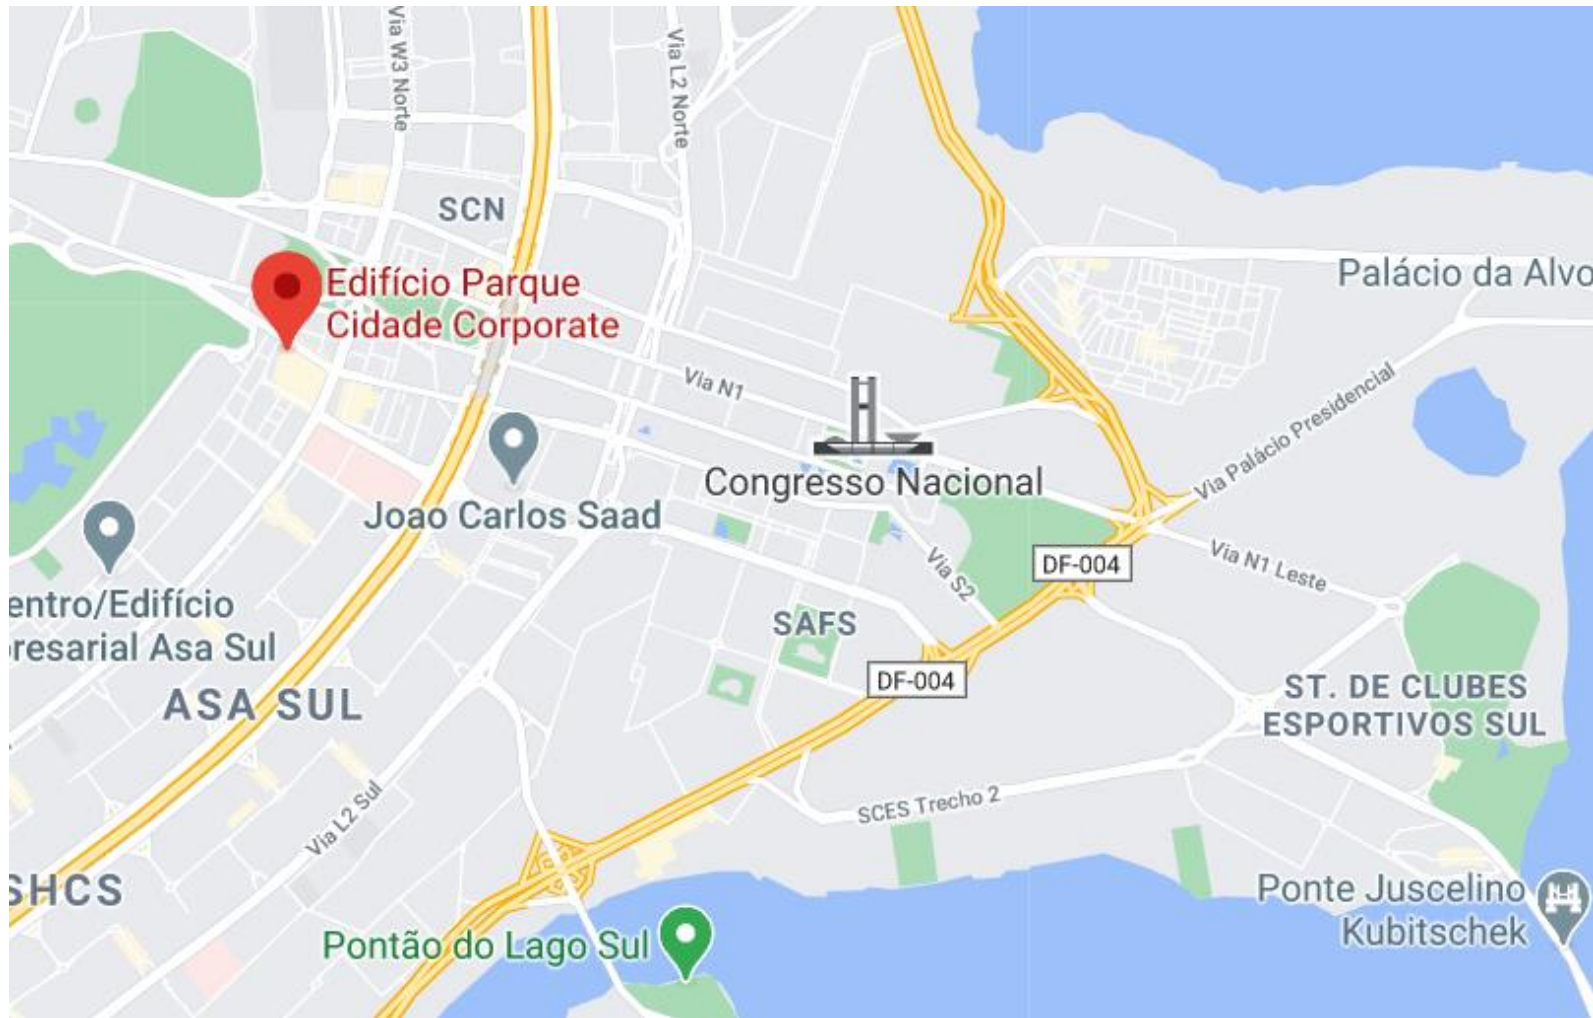 Via W3 Norte
Via L2 Norte
SCN
Edifício Parque
Cidade Corporate
Palácio da Alvo
Via N1
Via Palácio Presidencial
Congresso Nacional
Joao Carlos Saad
DF-004
Via N1 Leste
Via S2
entro/Edifício
resarial Asa Sul
SAFS
DF-004
ASA SUL
ST. DE CLUBES
ESPORTIVOS SUL
SCES Trecho 2
Via L2 Sul
SHCS
Ponte Juscelino
Kubitschek
Pontão do Lago Sul